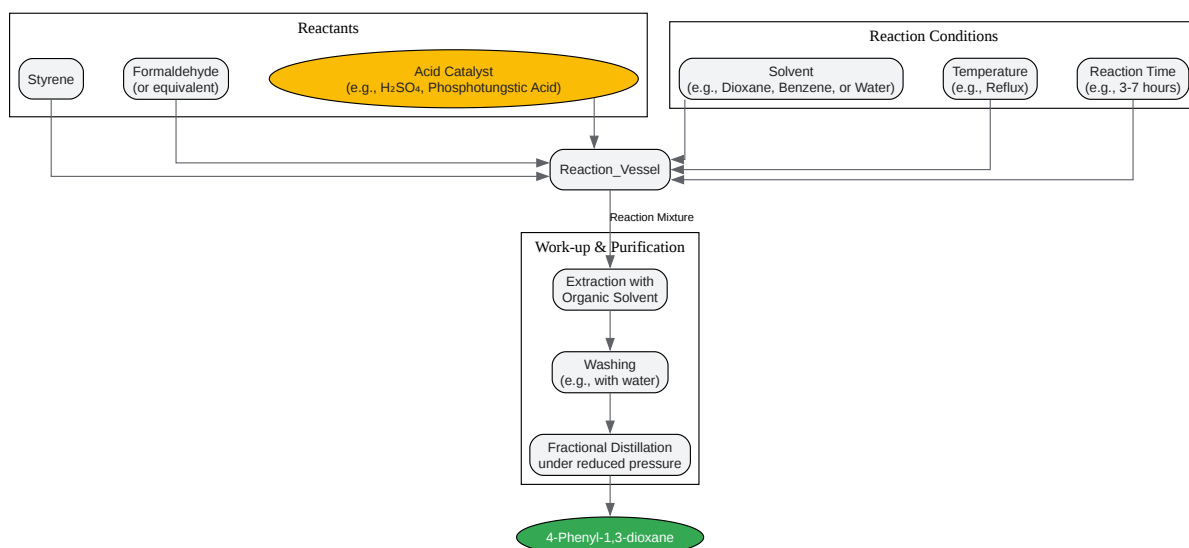 Reactants
Reaction Conditions
Styrene
Formaldehyde
(or equivalent)
Acid Catalyst
(e.g., H₂SO₄, Phosphotungstic Acid)
Solvent
(e.g., Dioxane, Benzene, or Water)
Temperature
(e.g., Reflux)
Reaction Time
(e.g., 3-7 hours)
Reaction_Vessel
Reaction Mixture
Work-up & Purification
Extraction with
Organic Solvent
Washing
(e.g., with water)
Fractional Distillation
under reduced pressure
4-Phenyl-1,3-dioxane